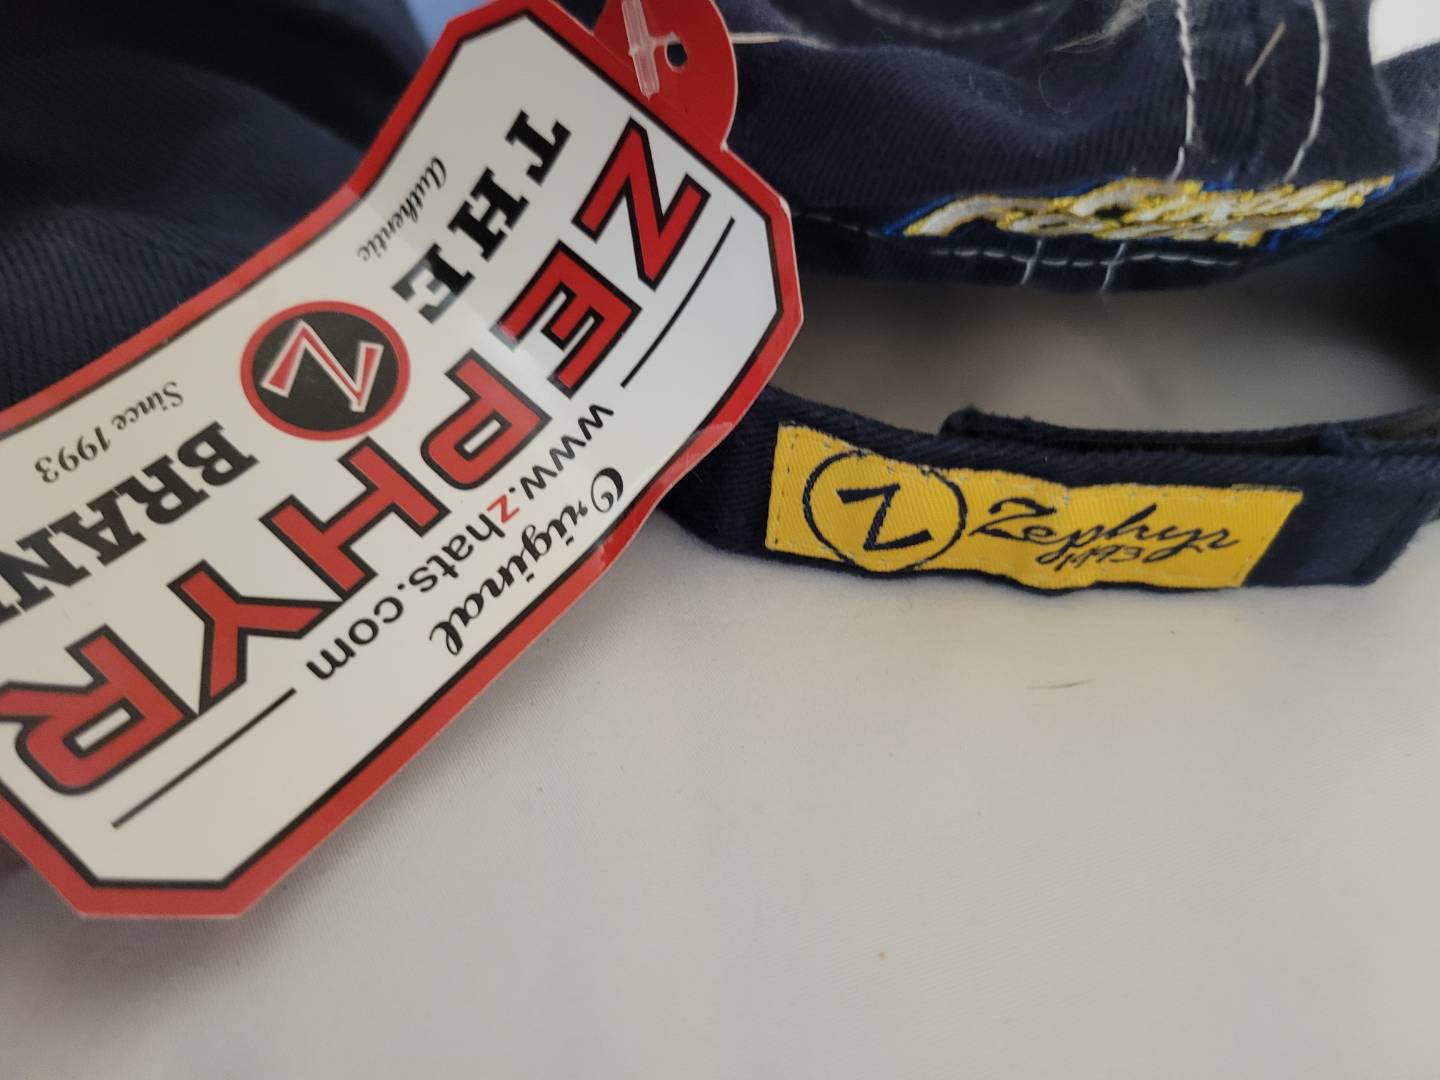 Authentic
Since 1993
THE
Z
BRAN
ZEPHYR
www.zhats.com
Original
Z
Zephyr